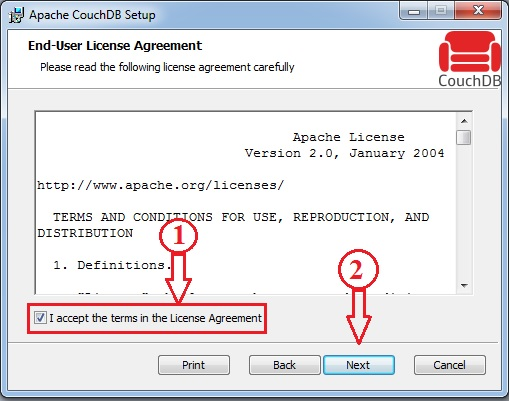 Apache CouchDB Setup
End-User License Agreement
Please read the following license agreement carefully
CouchDB
Apache License
Version 2.0, January 2004
http://www.apache.org/licenses/
TERMS AND CONDITIONS FOR USE, REPRODUCTION, AND
DISTRIBUTION
1
1. Definitions.
2
I accept the terms in the License Agreement
Print Back Next Cancel